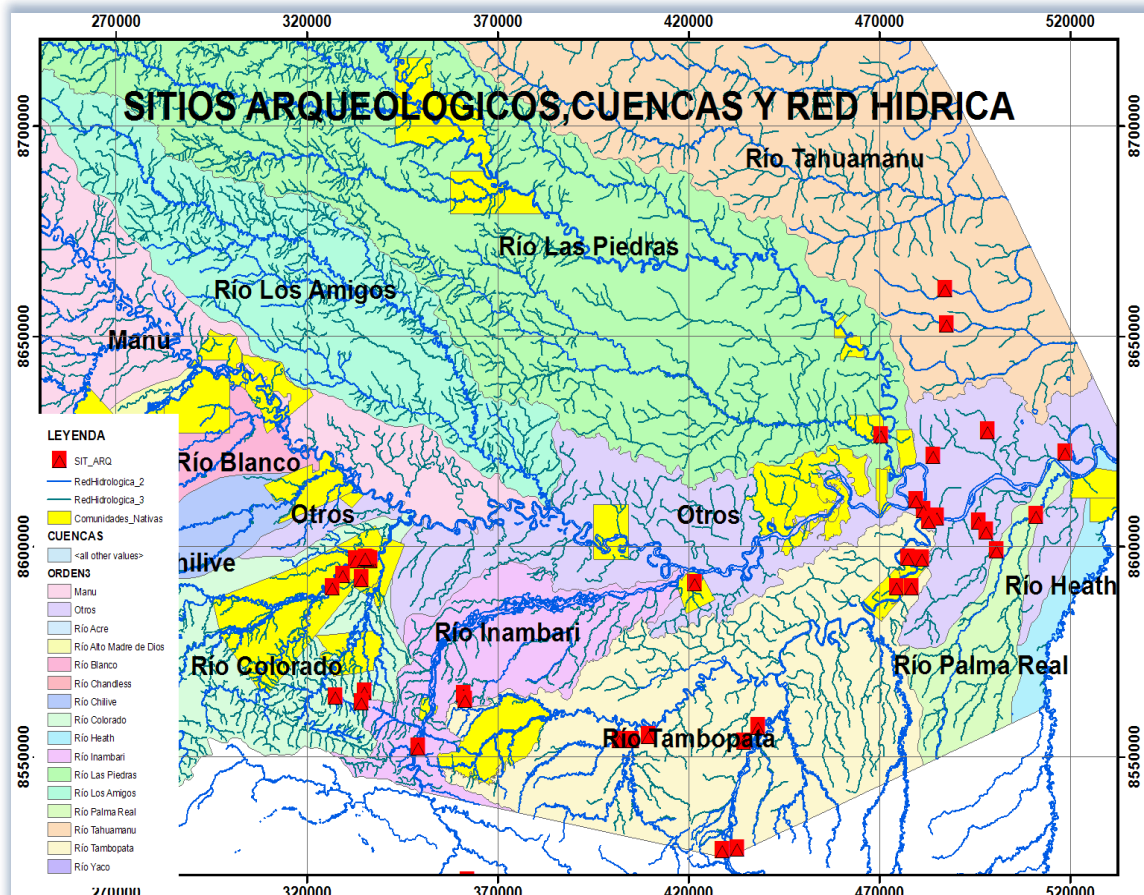 270000 320000 370000 420000 470000 520000
SITIOS ARQUEOLOGICOS,CUENCAS Y RED HIDRICA
8700000
8700000
Río Tahuamanu
Río Las Piedras
Río Los Amigos
8650000
8650000
Manu
Río Blanco
Otros
Otros
8600000
8600000
hilive
Río Heath
Río Inambari
Río Colorado
Río Palma Real
Río Tambopata
8550000
8550000
LEYENDA
SIT_ARQ
RedHidrologica_2
RedHidrologica_3
Comunidades_Nativas
CUENCAS
<all other values>
ORDEN3
Manu
Otros
Río Acre
Río Alto Madre de Dios
Río Blanco
Río Chandless
Río Chilive
Río Colorado
Río Heath
Río Inambari
Río Las Piedras
Río Los Amigos
Río Palma Real
Río Tahuamanu
Río Tambopata
Río Yaco
270000 320000 370000 420000 470000 520000